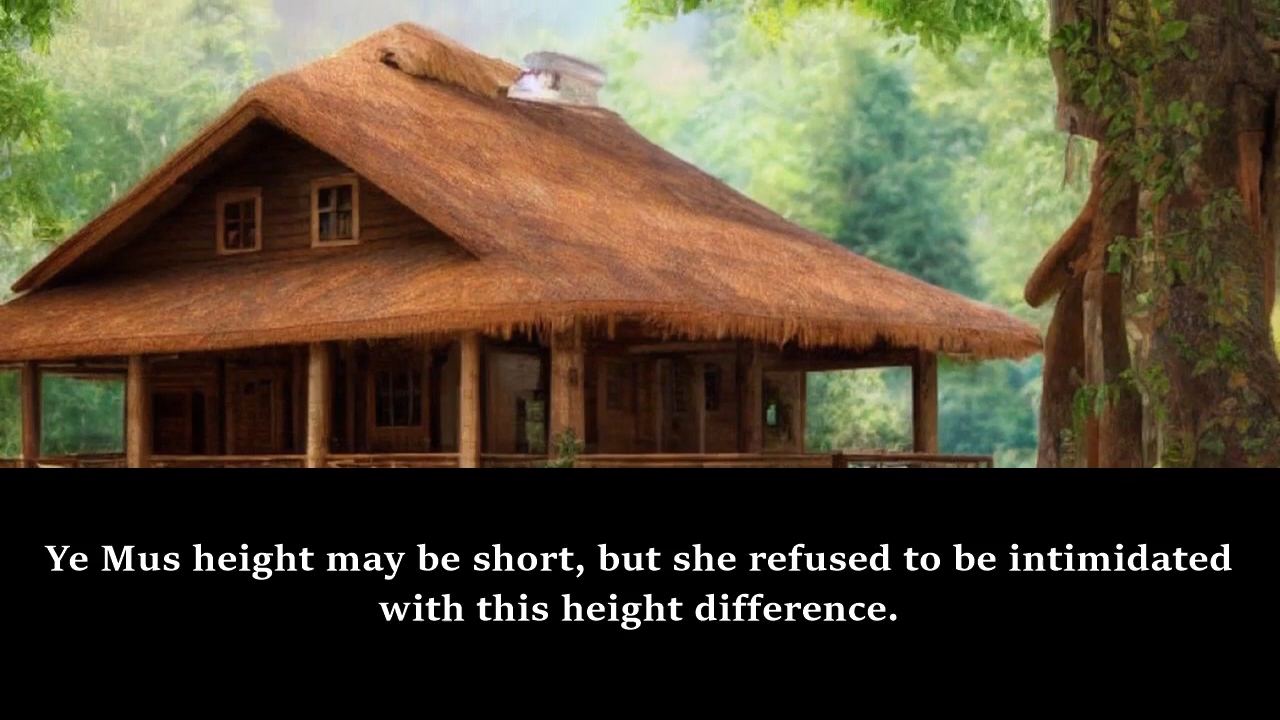 Ye Mus height may be short, but she refused to be intimidated
with this height difference.